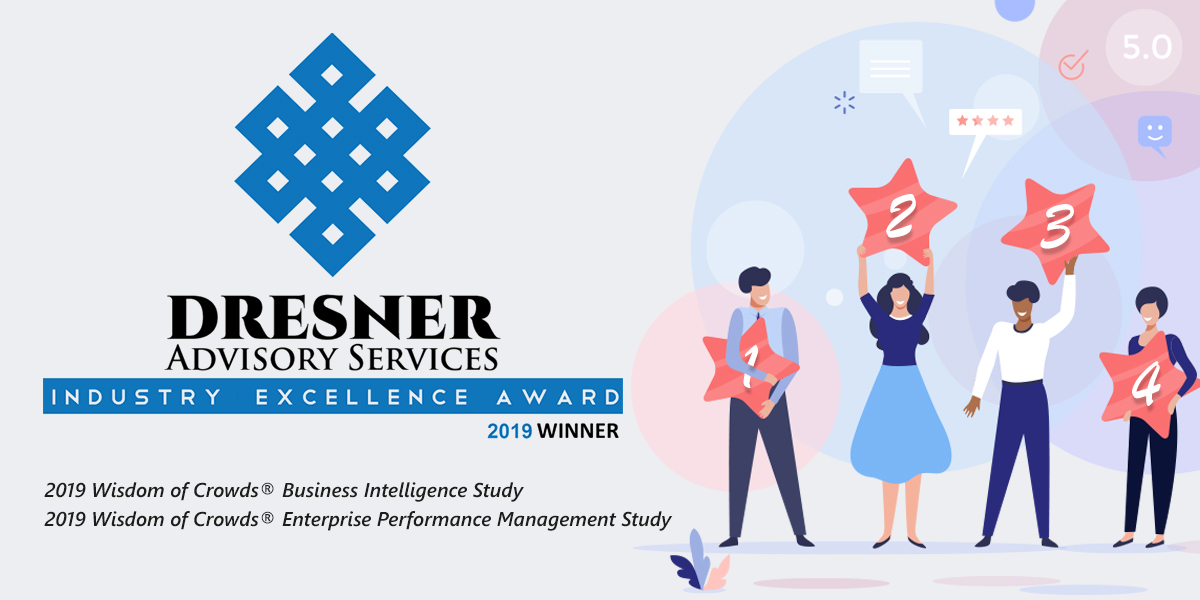 DRESNER
ADVISORY SERVICES
INDUSTRY EXCELLENCE AWARD
2019 WINNER
2019 Wisdom of Crowds® Business Intelligence Study
2019 Wisdom of Crowds® Enterprise Performance Management Study
5.0
1
2
3
4